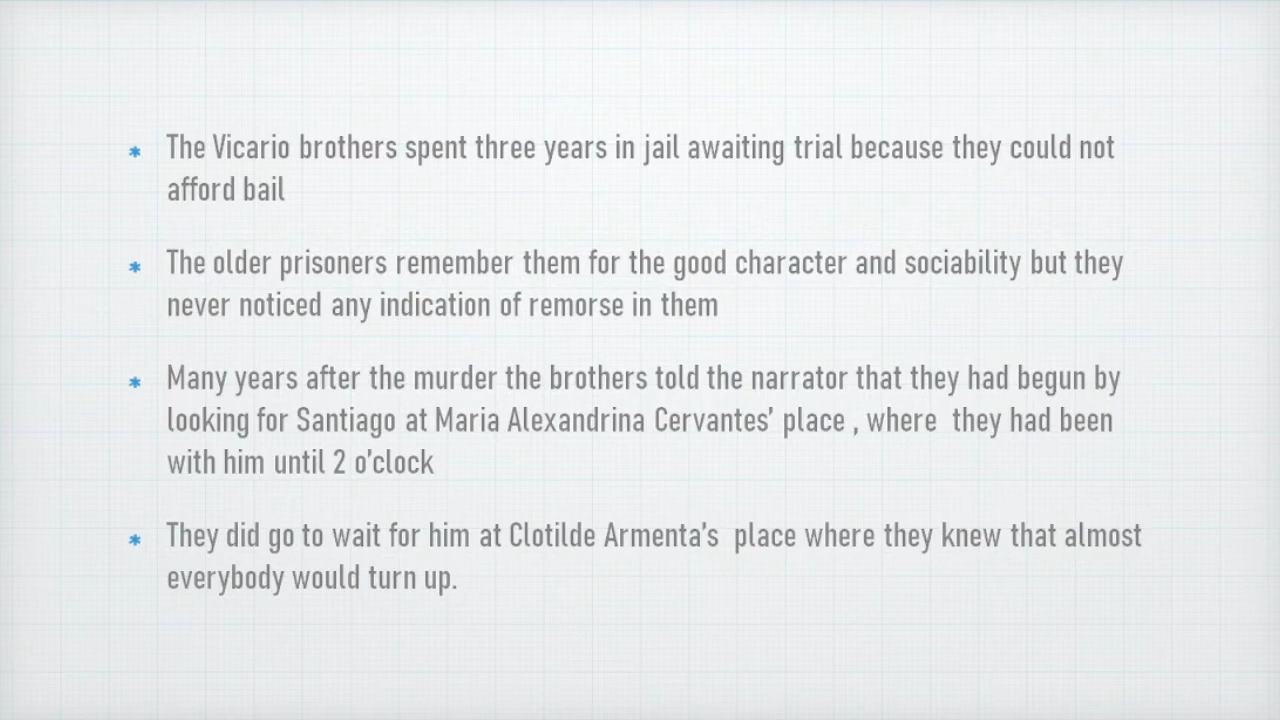 * The Vicario brothers spent three years in jail awaiting trial because they could not
afford bail
* The older prisoners remember them for the good character and sociability but they
never noticed any indication of remorse in them
* Many years after the murder the brothers told the narrator that they had begun by
looking for Santiago at Maria Alexandrina Cervantes’ place , where  they had been
with him until 2 o’clock
* They did go to wait for him at Clotilde Armenta’s  place where they knew that almost
everybody would turn up.